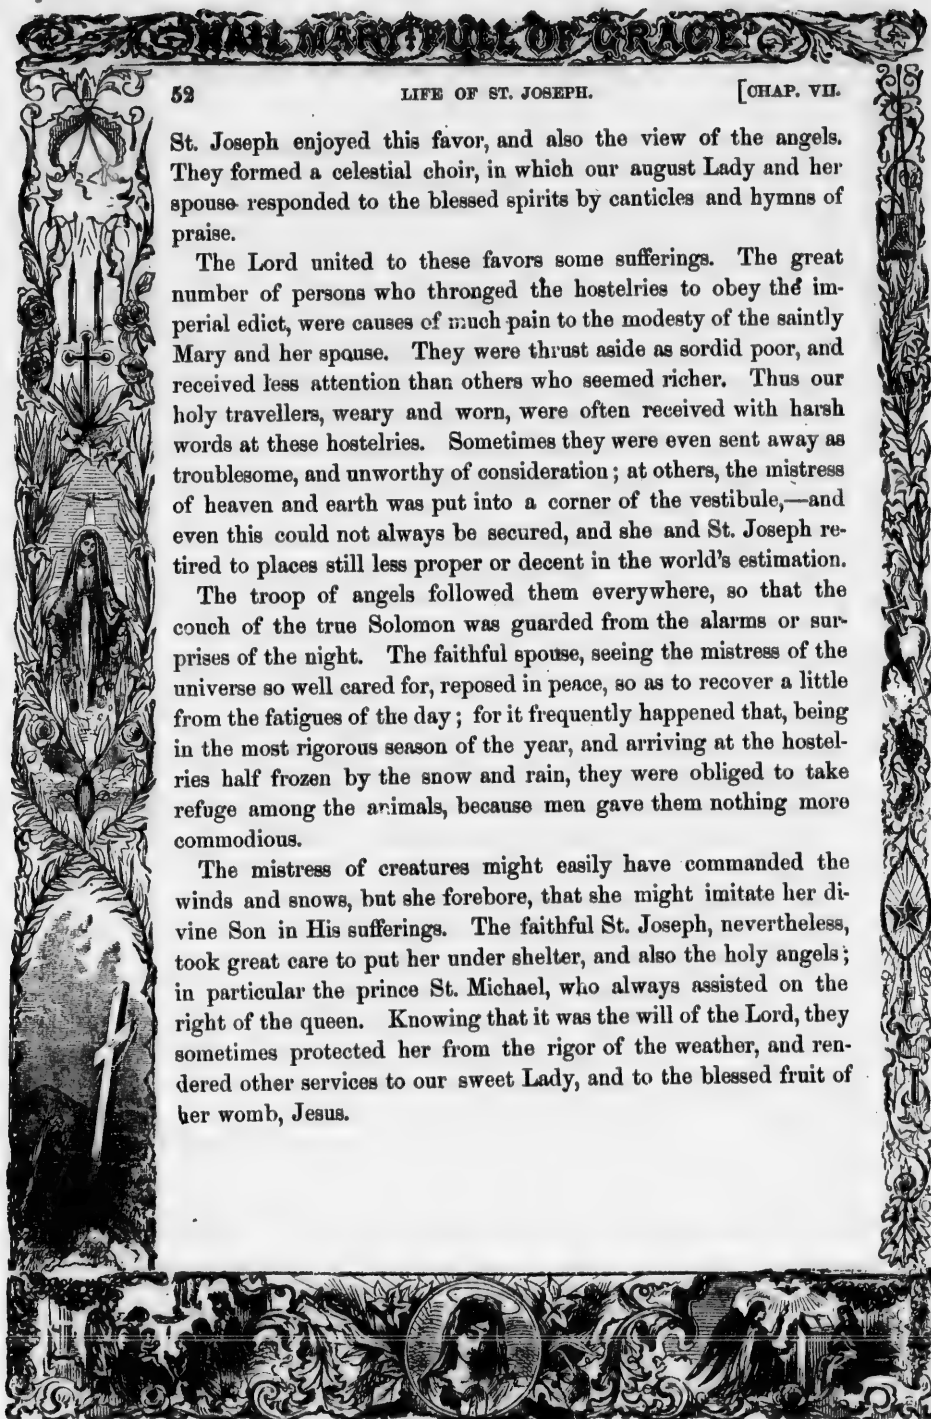 HAIL MARY FULL OF GRACE
52 LIFE OF ST. JOSEPH. [CHAP. VII.
St. Joseph enjoyed this favor, and also the view of the angels.
They formed a celestial choir, in which our august Lady and her
spouse responded to the blessed spirits by canticles and hymns of
praise.
The Lord united to these favors some sufferings. The great
number of persons who thronged the hostelries to obey the im-
perial edict, were causes of much pain to the modesty of the saintly
Mary and her spouse. They were thrust aside as sordid poor, and
received less attention than others who seemed richer. Thus our
holy travellers, weary and worn, were often received with harsh
words at these hostelries. Sometimes they were even sent away as
troublesome, and unworthy of consideration; at others, the mistress
of heaven and earth was put into a corner of the vestibule,—and
even this could not always be secured, and she and St. Joseph re-
tired to places still less proper or decent in the world's estimation.
The troop of angels followed them everywhere, so that the
couch of the true Solomon was guarded from the alarms or sur-
prises of the night. The faithful spouse, seeing the mistress of the
universe so well cared for, reposed in peace, so as to recover a little
from the fatigues of the day; for it frequently happened that, being
in the most rigorous season of the year, and arriving at the hostel-
ries half frozen by the snow and rain, they were obliged to take
refuge among the animals, because men gave them nothing more
commodious.
The mistress of creatures might easily have commanded the
winds and snows, but she forebore, that she might imitate her di-
vine Son in His sufferings. The faithful St. Joseph, nevertheless,
took great care to put her under shelter, and also the holy angels;
in particular the prince St. Michael, who always assisted on the
right of the queen. Knowing that it was the will of the Lord, they
sometimes protected her from the rigor of the weather, and ren-
dered other services to our sweet Lady, and to the blessed fruit of
her womb, Jesus.